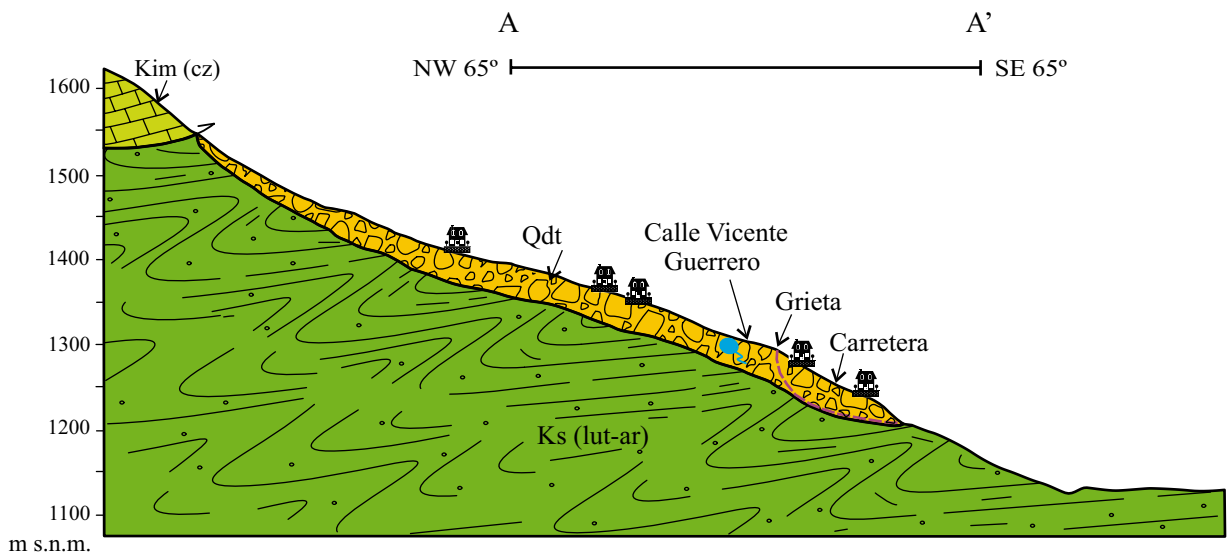 A
A’
NW 65º
SE 65º
Kim (cz)
1600
1500
1400
1300
1200
1100
m s.n.m.
Qdt
Calle Vicente
Guerrero
Grieta
Carretera
Ks (lut-ar)